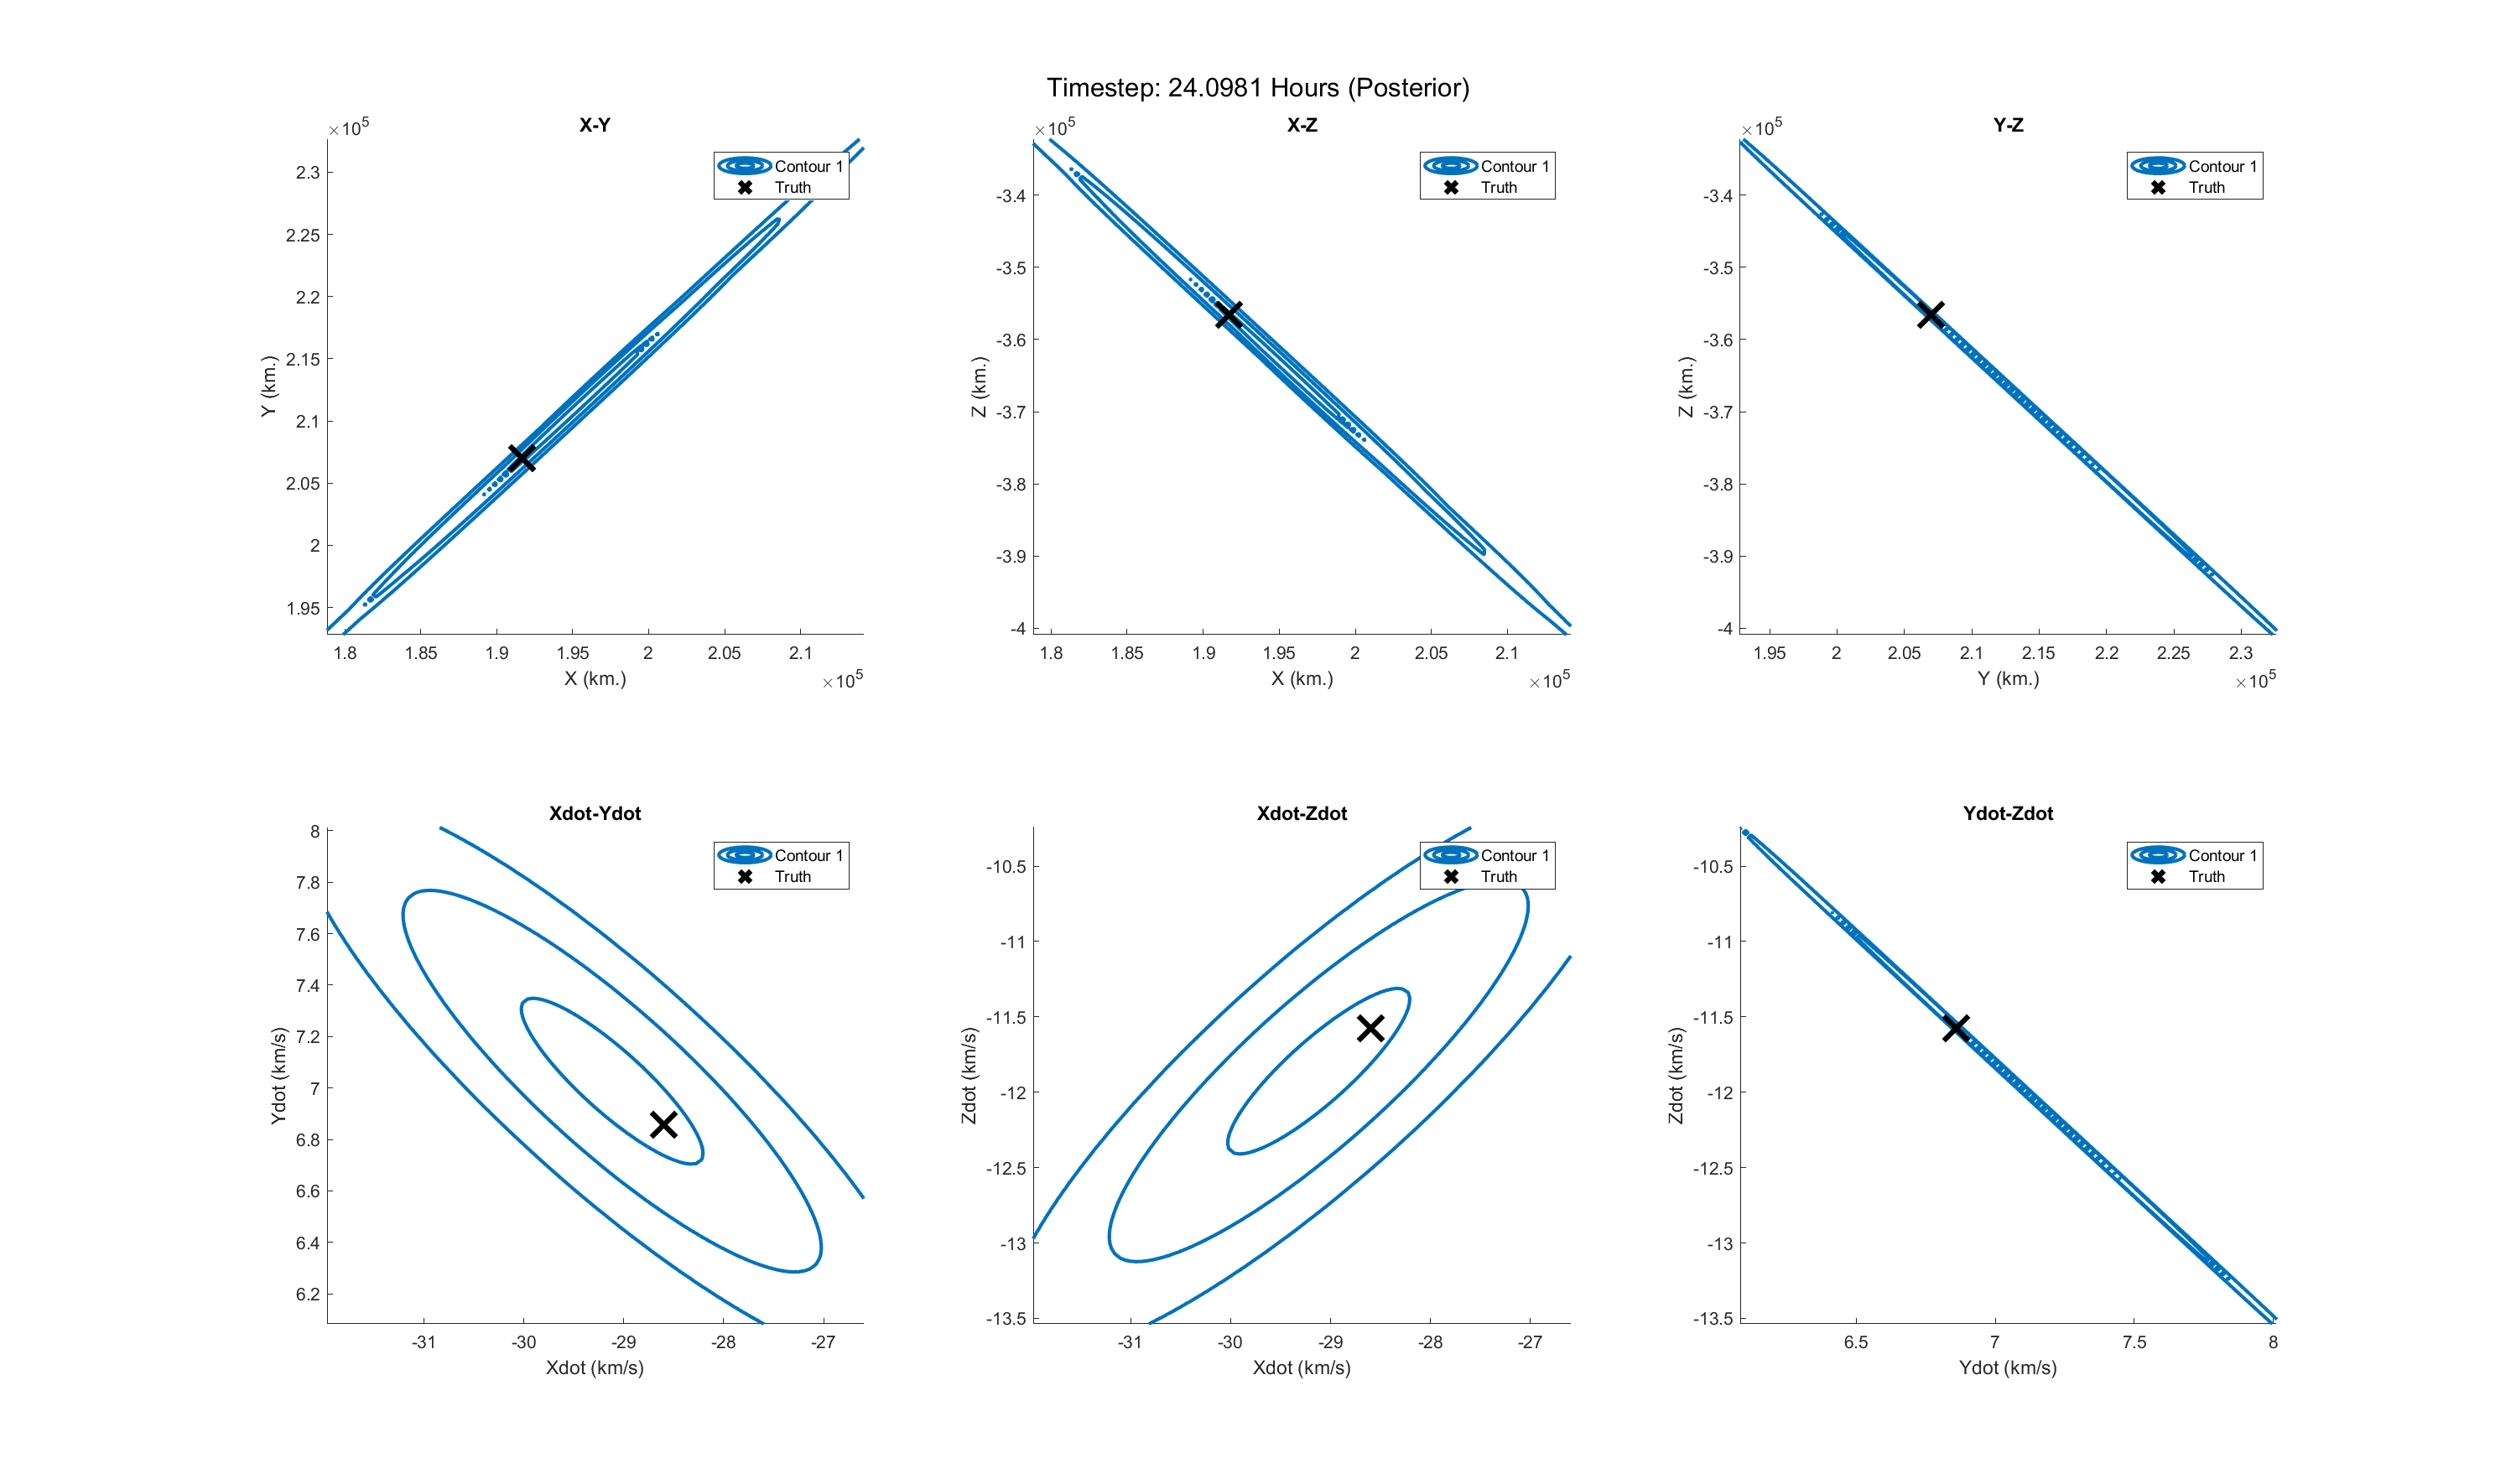 Timestep: 24.0981 Hours (Posterior)
X-Y
×10^5
2.3
2.25
2.2
2.15
2.1
2.05
2
1.95
Y (km.)
1.8 1.85 1.9 1.95 2 2.05 2.1
X (km.)
×10^5
Contour 1
Truth
X-Z
×10^5
-3.4
-3.5
-3.6
-3.7
-3.8
-3.9
-4
Z (km.)
1.8 1.85 1.9 1.95 2 2.05 2.1
X (km.)
×10^5
Contour 1
Truth
Y-Z
×10^5
-3.4
-3.5
-3.6
-3.7
-3.8
-3.9
-4
Z (km.)
1.95 2 2.05 2.1 2.15 2.2 2.25 2.3
Y (km.)
×10^5
Contour 1
Truth
Xdot-Ydot
8
7.8
7.6
7.4
7.2
7
6.8
6.6
6.4
6.2
Ydot (km/s)
-31 -30 -29 -28 -27
Xdot (km/s)
Contour 1
Truth
Xdot-Zdot
-10.5
-11
-11.5
-12
-12.5
-13
-13.5
Zdot (km/s)
-31 -30 -29 -28 -27
Xdot (km/s)
Contour 1
Truth
Ydot-Zdot
-10.5
-11
-11.5
-12
-12.5
-13
-13.5
Zdot (km/s)
6.5 7 7.5 8
Ydot (km/s)
Contour 1
Truth